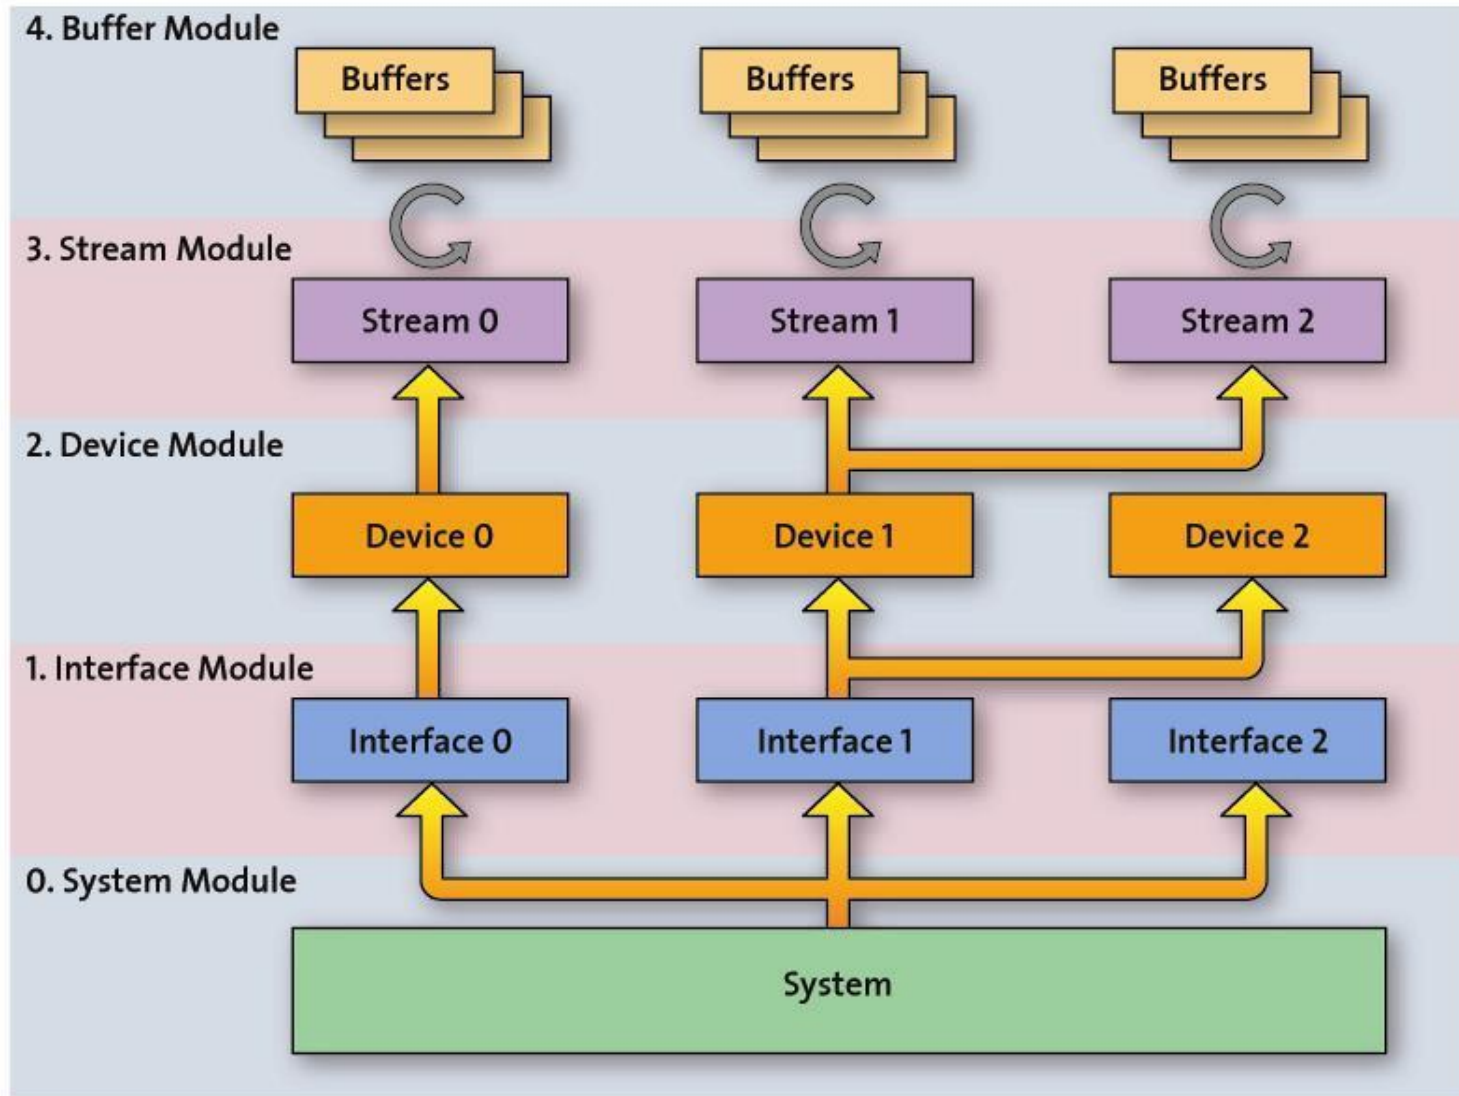 4. Buffer Module
Buffers
Buffers
Buffers
3. Stream Module
Stream 0
Stream 1
Stream 2
2. Device Module
Device 0
Device 1
Device 2
1. Interface Module
Interface 0
Interface 1
Interface 2
0. System Module
System